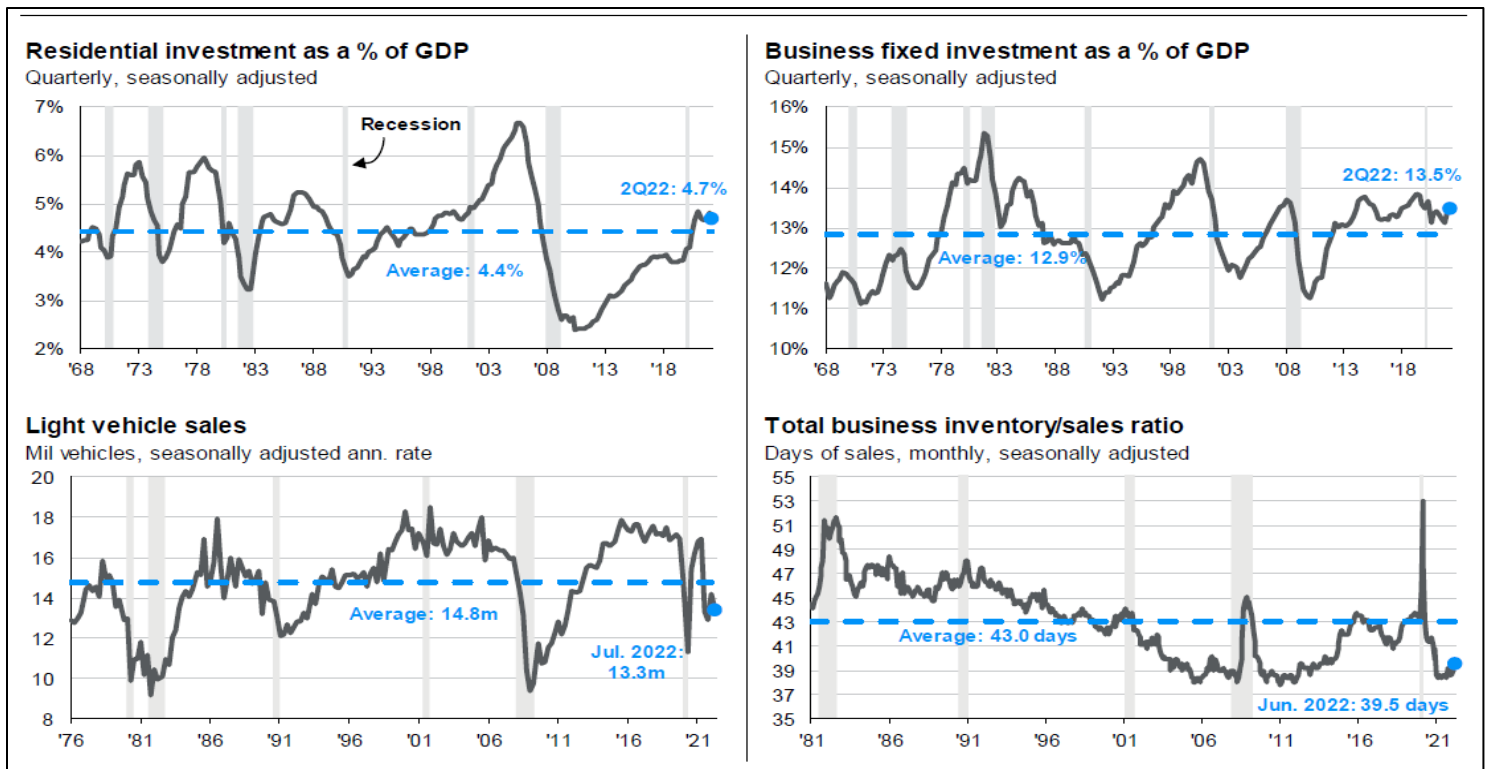 Residential investment as a % of GDP
Quarterly, seasonally adjusted
7%
6%
5%
4%
3%
2%
Recession
2Q22: 4.7%
Average: 4.4%
'68 '73 '78 '83 '88 '93 '98 '03 '08 '13 '18
Business fixed investment as a % of GDP
Quarterly, seasonally adjusted
16%
15%
14%
13%
12%
11%
10%
2Q22: 13.5%
Average: 12.9%
'68 '73 '78 '83 '88 '93 '98 '03 '08 '13 '18
Light vehicle sales
Mil vehicles, seasonally adjusted ann. rate
20
18
16
14
12
10
8
Average: 14.8m
Jul. 2022:
13.3m
'76 '81 '86 '91 '96 '01 '06 '11 '16 '21
Total business inventory/sales ratio
Days of sales, monthly, seasonally adjusted
55
53
51
49
47
45
43
41
39
37
35
Average: 43.0 days
Jun. 2022: 39.5 days
'81 '86 '91 '96 '01 '06 '11 '16 '21